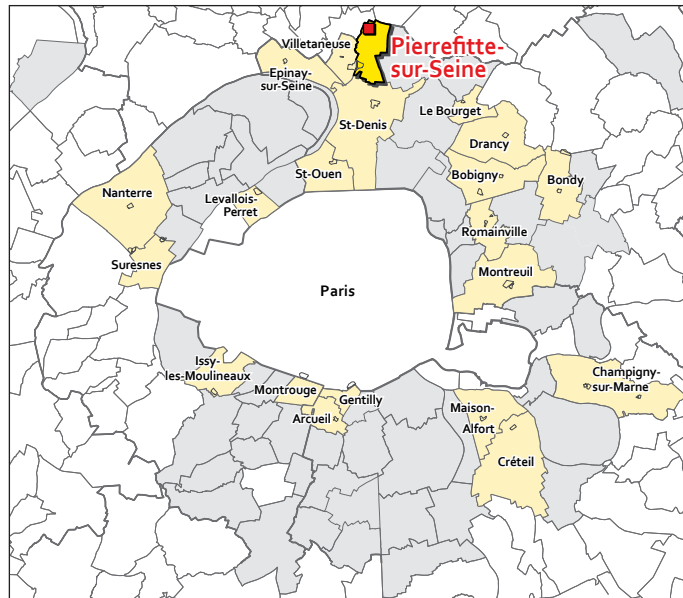 Villetaneuse
Pierrefitte-
sur-Seine
Epinay-
sur-Seine
Le Bourget
St-Denis
Drancy
St-Ouen
Bobigny
Bondy
Nanterre
Levallois-
Perret
Romainville
Suresnes
Montreuil
Paris
Issy-
les-Moulineaux
Champigny-
sur-Marne
Montrouge
Gentilly
Maison-
Alfort
Arcueil
Créteil